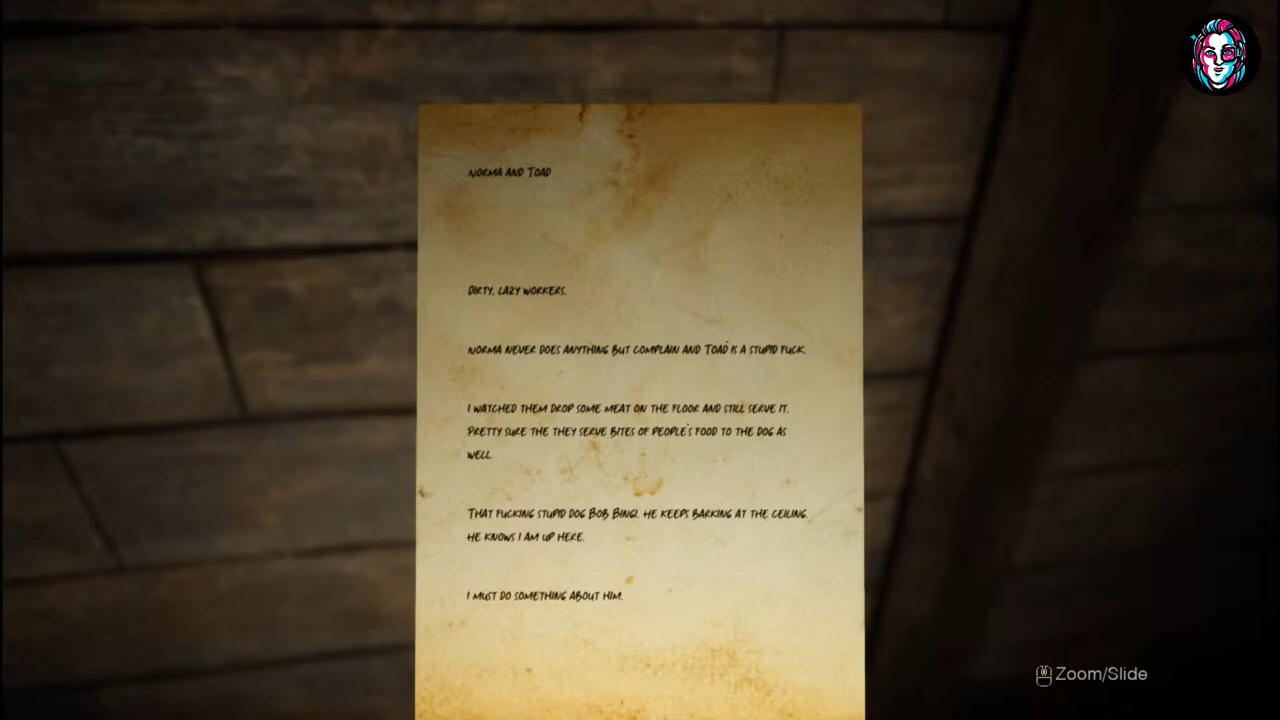 NORMA AND TOAD
DIRTY, LAZY WORKERS.
NORMA NEVER DOES ANYTHING BUT COMPLAIN AND TOAD IS A STUPID FUCK.
I WATCHED THEM DROP SOME MEAT ON THE FLOOR AND STILL SERVE IT.
PRETTY SURE THE THEY SERVE BITES OF PEOPLE'S FOOD TO THE DOG AS
WELL.
THAT FUCKING STUPID DOG BOB BINGI. HE KEEPS BARKING AT THE CEILING.
HE KNOWS I AM UP HERE.
I MUST DO SOMETHING ABOUT HIM.
Zoom/Slide